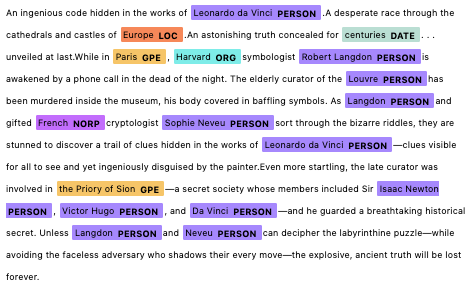 An ingenious code hidden in the works of Leonardo da Vinci PERSON .A desperate race through the
cathedrals and castles of Europe LOC .An astonishing truth concealed for centuries DATE . . .
unveiled at last.While in Paris GPE , Harvard ORG symbologist Robert Langdon PERSON is
awakened by a phone call in the dead of the night. The elderly curator of the Louvre PERSON has
been murdered inside the museum, his body covered in baffling symbols. As Langdon PERSON and
gifted French NORP cryptologist Sophie Neveu PERSON sort through the bizarre riddles, they are
stunned to discover a trail of clues hidden in the works of Leonardo da Vinci PERSON —clues visible
for all to see and yet ingeniously disguised by the painter.Even more startling, the late curator was
involved in the Priory of Sion GPE —a secret society whose members included Sir Isaac Newton
PERSON , Victor Hugo PERSON , and Da Vinci PERSON —and he guarded a breathtaking historical
secret. Unless Langdon PERSON and Neveu PERSON can decipher the labyrinthine puzzle—while
avoiding the faceless adversary who shadows their every move—the explosive, ancient truth will be lost
forever.